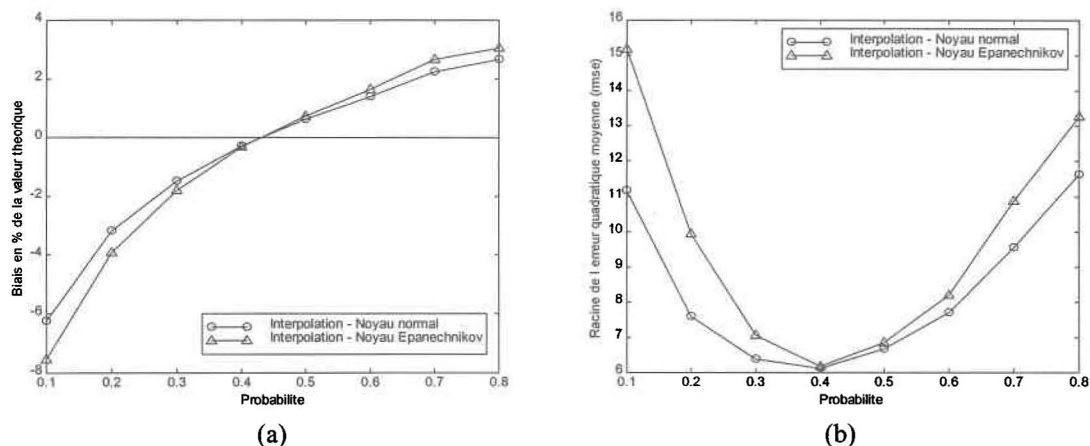 Biais en % de la valeur theorique
4
2
0
-2
-4
-6
-8
Interpolation - Noyau normal
Interpolation - Noyau Epanechnikov
0.1 0.2 0.3 0.4 0.5 0.6 0.7 0.8
Probabilite
(a)
Racine de l erreur quadratique moyenne (rmse)
16
15
14
13
12
11
10
9
8
7
6
Interpolation - Noyau normal
Interpolation - Noyau Epanechnikov
0.1 0.2 0.3 0.4 0.5 0.6 0.7 0.8
Probabilite
(b)